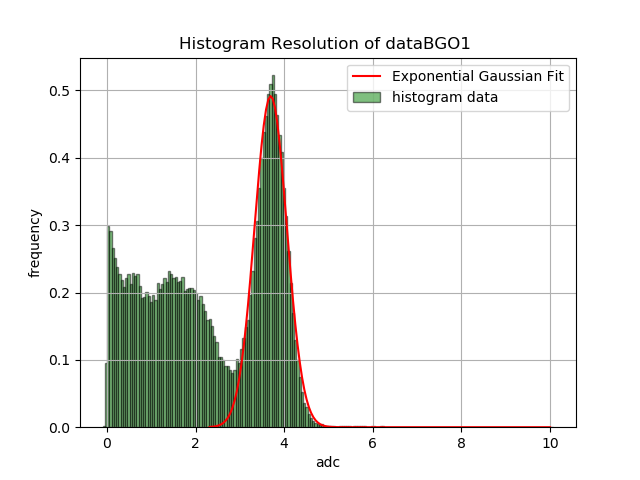 Histogram Resolution of dataBGO1
Exponential Gaussian Fit
histogram data
frequency
0.5
0.4
0.3
0.2
0.1
0.0
0 2 4 6 8 10
adc